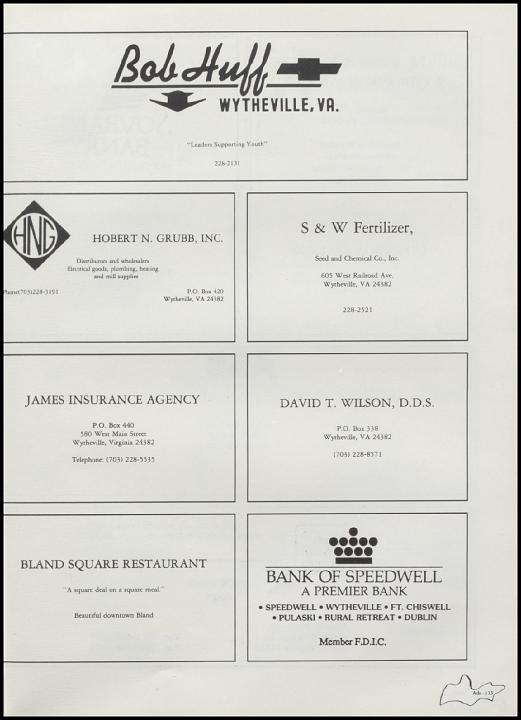 Bob Huff
WYTHEVILLE, VA.
"Leaders Supporting Youth"
228-2131
HNG
HOBERT N. GRUBB, INC.
Distributors and wholesalers
Electrical goods, plumbing, heating
and mill supplies
Phone(703)228-3191
P.O. Box 420
Wytheville, VA 24382
S & W Fertilizer,
Seed and Chemical Co., Inc.
605 West Railroad Ave.
Wytheville, VA 24382
228-2521
JAMES INSURANCE AGENCY
P.O. Box 440
580 West Main Street
Wytheville, Virginia 24382
Telephone: (703) 228-5535
DAVID T. WILSON, D.D.S.
P.O. Box 338
Wytheville, VA 24382
(703) 228-8571
BLAND SQUARE RESTAURANT
"A square deal on a square meal."
Beautiful downtown Bland
BANK OF SPEEDWELL
A PREMIER BANK
• SPEEDWELL • WYTHEVILLE • FT. CHISWELL
• PULASKI • RURAL RETREAT • DUBLIN
Member F.D.I.C.
Ads